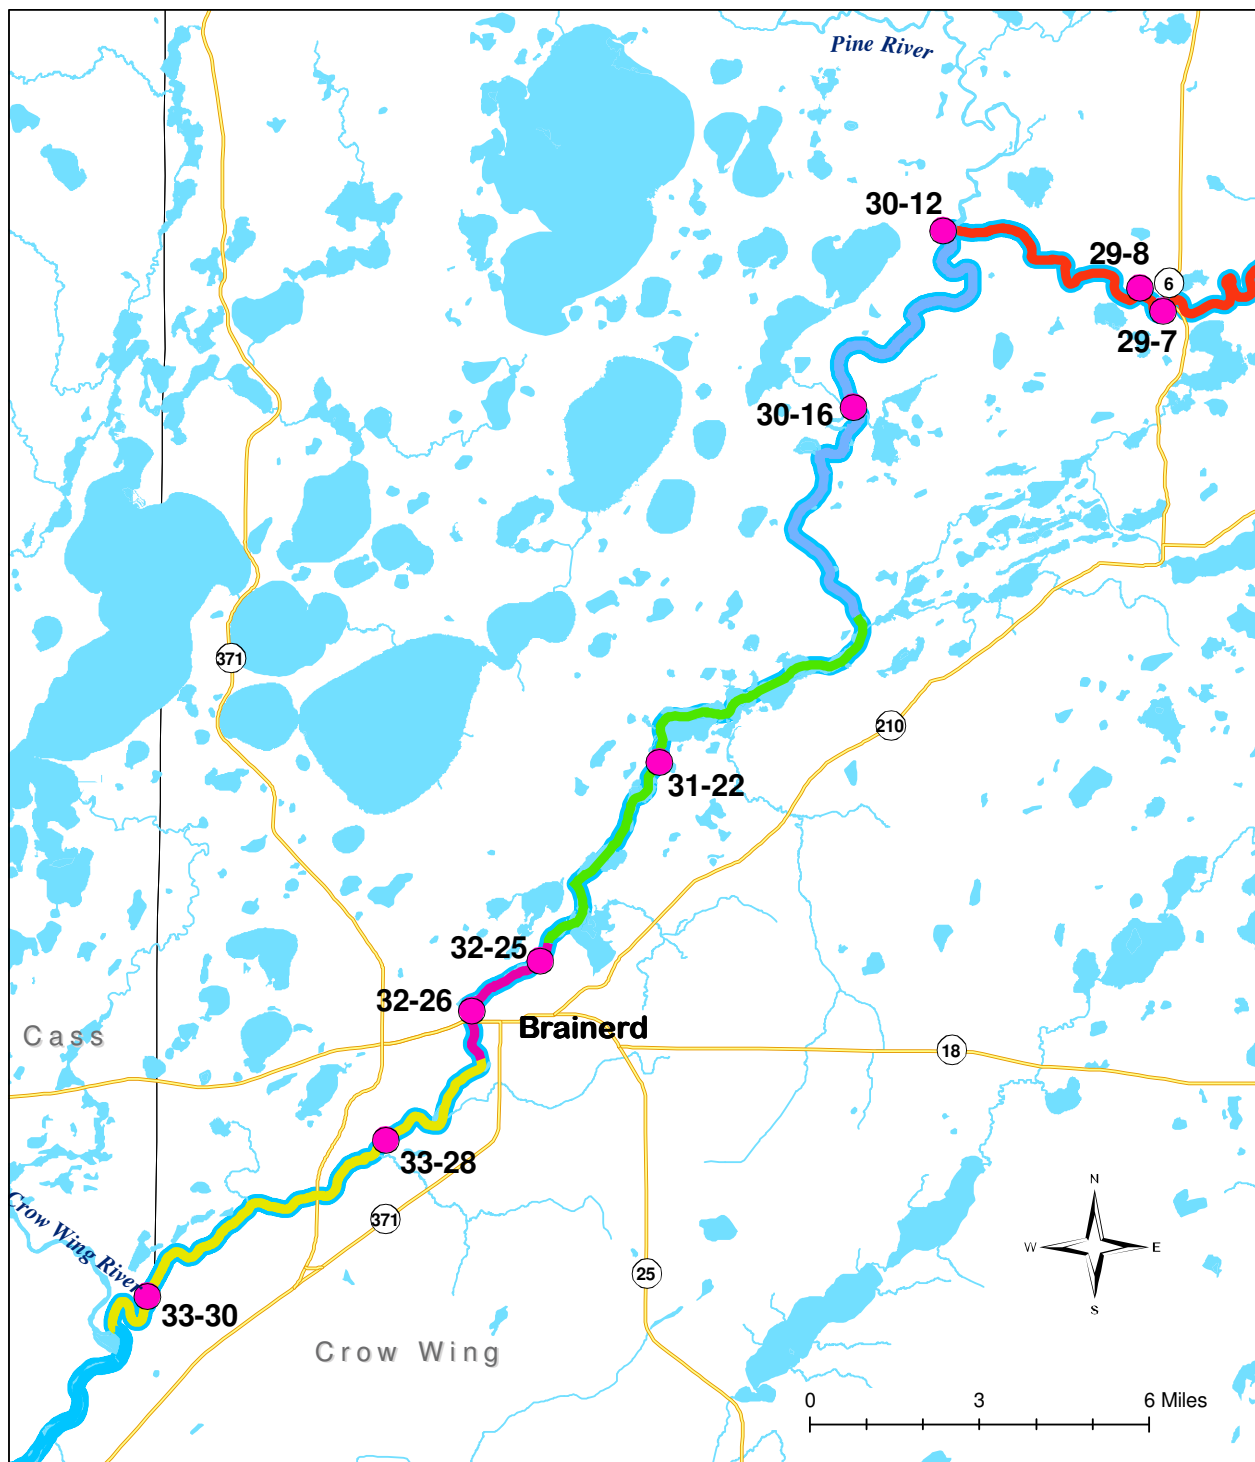 Pine River
30-12
29-8
6
29-7
30-16
371
210
31-22
32-25
32-26
Brainerd
Cass
18
33-28
N
Crow Wing River
371
W
E
25
S
33-30
Crow Wing
0 3 6 Miles